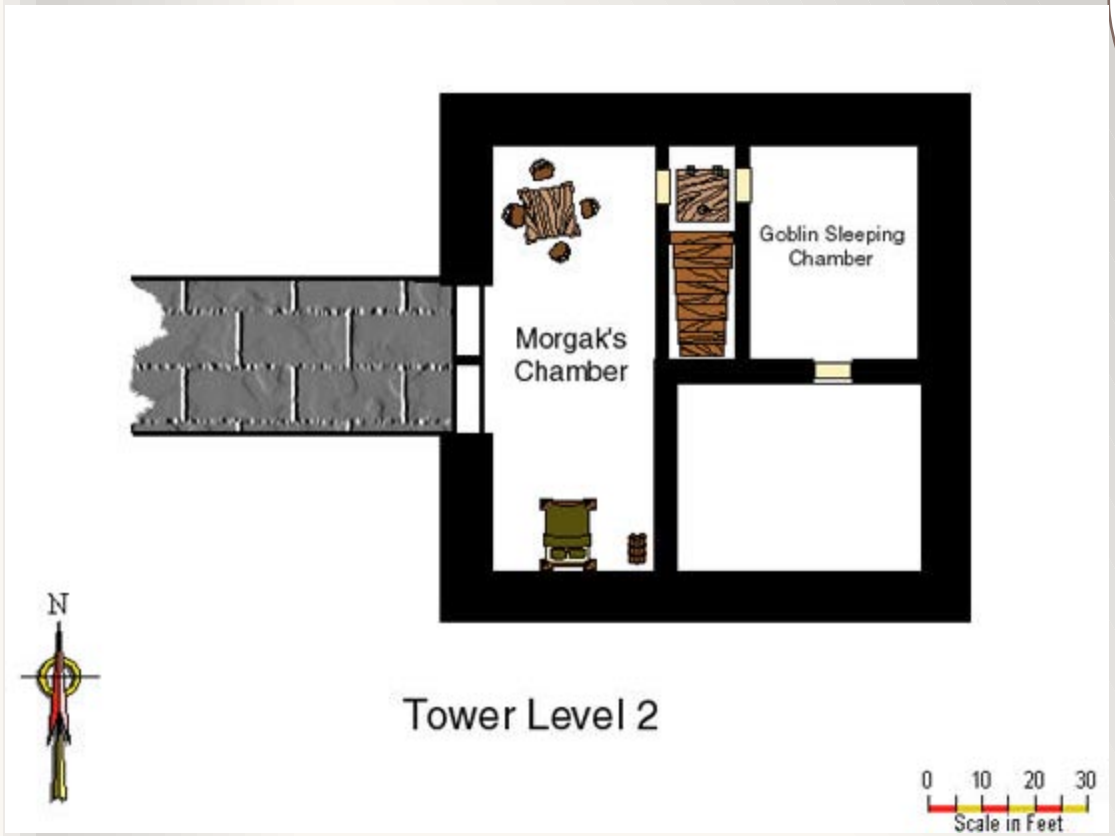 Goblin Sleeping
Chamber
Morgak's
Chamber
N
Tower Level 2
0 10 20 30
Scale in Feet